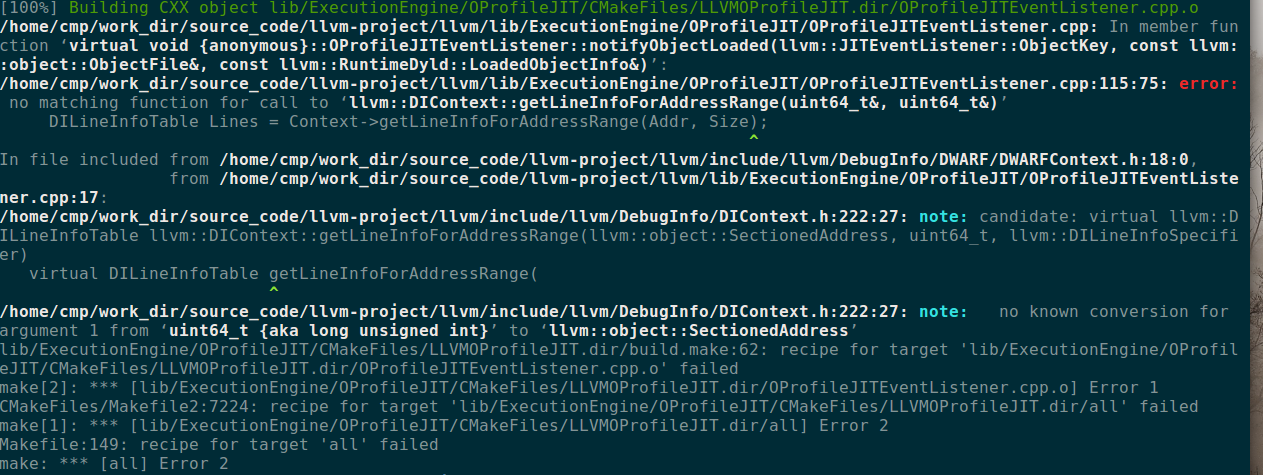 [100%] Building CXX object lib/ExecutionEngine/OProfileJIT/CMakeFiles/LLVMOProfileJIT.dir/OProfileJITEventListener.cpp.o
/home/cmp/work_dir/source_code/llvm-project/llvm/lib/ExecutionEngine/OProfileJIT/OProfileJITEventListener.cpp: In member fun
ction ‘virtual void {anonymous}::OProfileJITEventListener::notifyObjectLoaded(llvm::JITEventListener::ObjectKey, const llvm:
:object::ObjectFile&, const llvm::RuntimeDyld::LoadedObjectInfo&)’:
/home/cmp/work_dir/source_code/llvm-project/llvm/lib/ExecutionEngine/OProfileJIT/OProfileJITEventListener.cpp:115:75: error:
 no matching function for call to ‘llvm::DIContext::getLineInfoForAddressRange(uint64_t&, uint64_t&)’
     DILineInfoTable Lines = Context->getLineInfoForAddressRange(Addr, Size);
                                                                           ^
In file included from /home/cmp/work_dir/source_code/llvm-project/llvm/include/llvm/DebugInfo/DWARF/DWARFContext.h:18:0,
                 from /home/cmp/work_dir/source_code/llvm-project/llvm/lib/ExecutionEngine/OProfileJIT/OProfileJITEventListe
ner.cpp:17:
/home/cmp/work_dir/source_code/llvm-project/llvm/include/llvm/DebugInfo/DIContext.h:222:27: note: candidate: virtual llvm::D
ILineInfoTable llvm::DIContext::getLineInfoForAddressRange(llvm::object::SectionedAddress, uint64_t, llvm::DILineInfoSpecifi
er)
   virtual DILineInfoTable getLineInfoForAddressRange(
                           ^
/home/cmp/work_dir/source_code/llvm-project/llvm/include/llvm/DebugInfo/DIContext.h:222:27: note:   no known conversion for
argument 1 from ‘uint64_t {aka long unsigned int}’ to ‘llvm::object::SectionedAddress’
lib/ExecutionEngine/OProfileJIT/CMakeFiles/LLVMOProfileJIT.dir/build.make:62: recipe for target 'lib/ExecutionEngine/OProfil
eJIT/CMakeFiles/LLVMOProfileJIT.dir/OProfileJITEventListener.cpp.o' failed
make[2]: *** [lib/ExecutionEngine/OProfileJIT/CMakeFiles/LLVMOProfileJIT.dir/OProfileJITEventListener.cpp.o] Error 1
CMakeFiles/Makefile2:7224: recipe for target 'lib/ExecutionEngine/OProfileJIT/CMakeFiles/LLVMOProfileJIT.dir/all' failed
make[1]: *** [lib/ExecutionEngine/OProfileJIT/CMakeFiles/LLVMOProfileJIT.dir/all] Error 2
Makefile:149: recipe for target 'all' failed
make: *** [all] Error 2